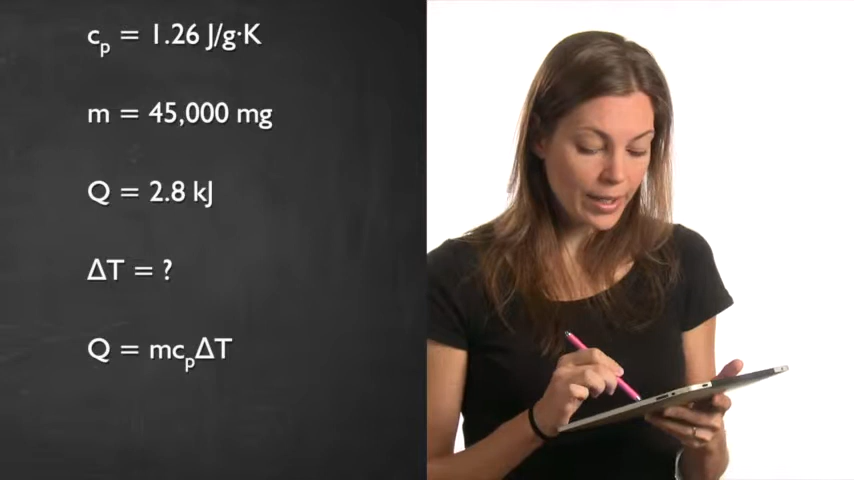 cp = 1.26 J/g·K
m = 45,000 mg
Q = 2.8 kJ
ΔT = ?
Q = mcpΔT